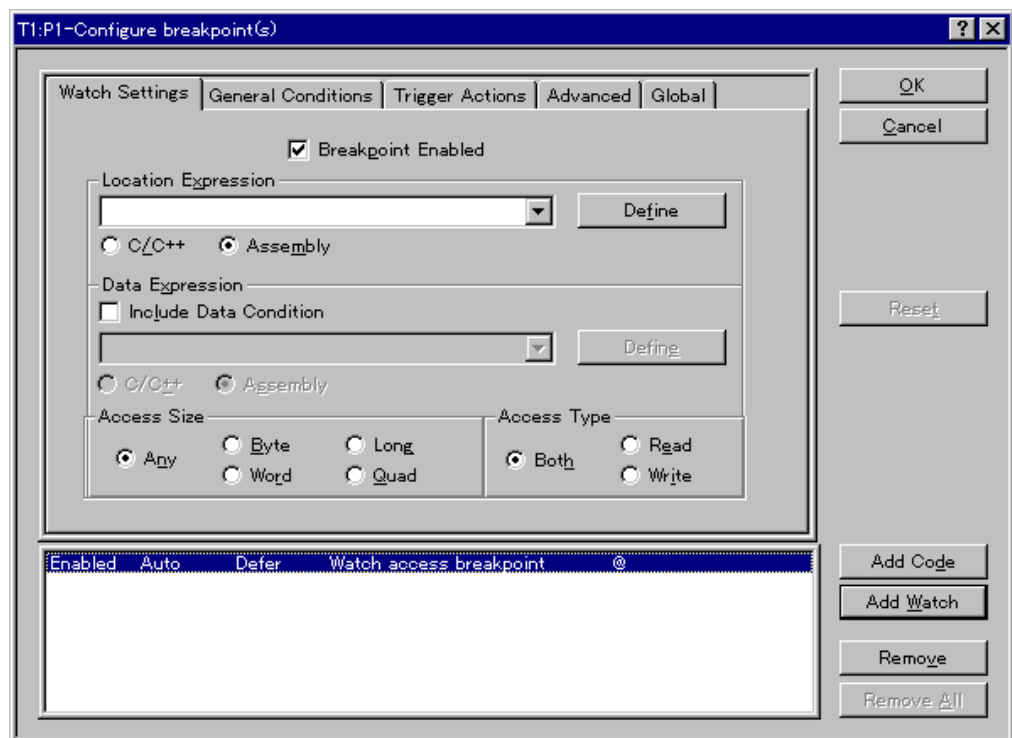 T1:P1-Configure breakpoint(s)
Watch Settings General Conditions Trigger Actions Advanced Global
OK
Cancel
Breakpoint Enabled
Location Expression
Define
C/C++ Assembly
Data Expression
Include Data Condition
Reset
Define
C/C++ Assembly
Access Size
Access Type
Any Byte Long
Word Quad
Both Read
Write
Enabled Auto Defer Watch access breakpoint @
Add Code
Add Watch
Remove
Remove All